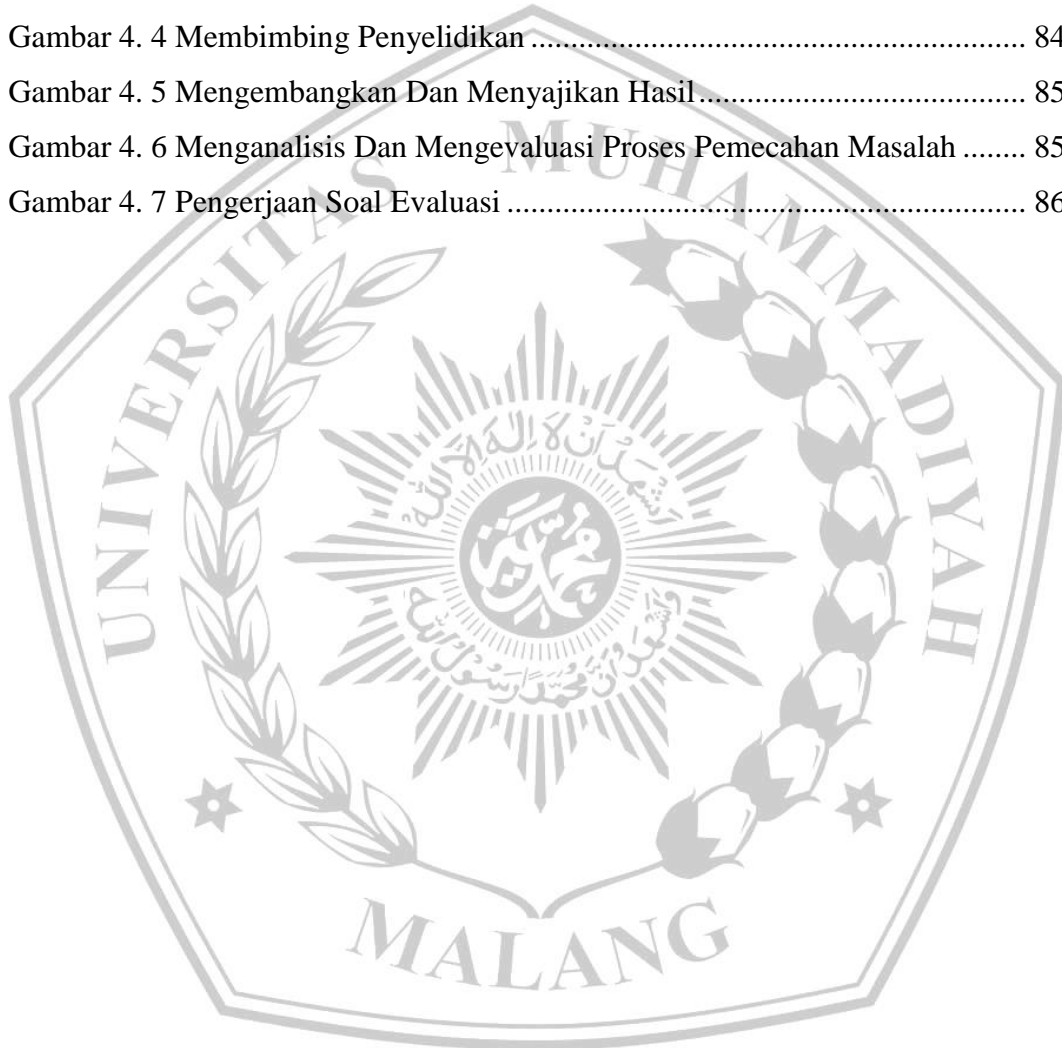 Gambar 4. 4 Membimbing Penyelidikan ................................................................ 84
Gambar 4. 5 Mengembangkan Dan Menyajikan Hasil.......................................... 85
Gambar 4. 6 Menganalisis Dan Mengevaluasi Proses Pemecahan Masalah ........ 85
Gambar 4. 7 Pengerjaan Soal Evaluasi ................................................................... 86
UNIVERSITAS MUHAMMADIYAH
MALANG